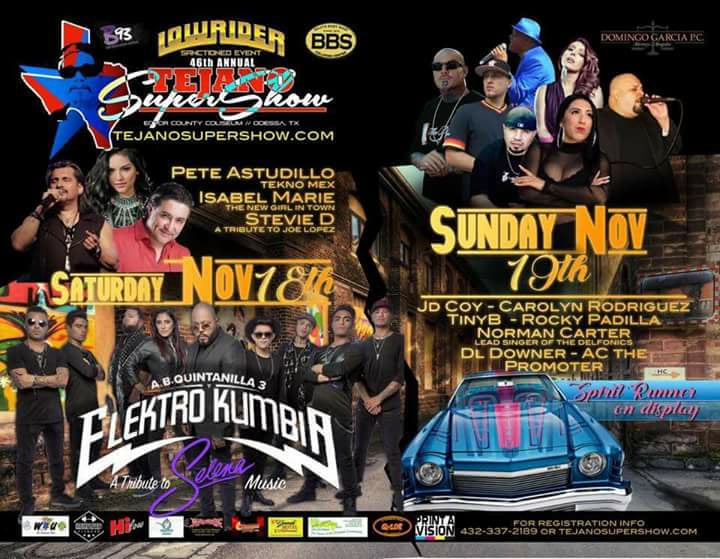 B93
LOWRIDER
SANCTIONED EVENT
BBS
46th ANNUAL
TEJANO
SuperShow
ECTOR COUNTY COLISEUM // ODESSA, TX
TEJANOSUPERSHOW.COM
PETE ASTUDILLO
TEKNO MEX
ISABEL MARIE
THE NEW GIRL IN TOWN
STEVIE D
A TRIBUTE TO JOE LOPEZ
SATURDAY NOV 18th
A.B. QUINTANILLA 3
ELEKTRO KUMBIA
A Tribute to Selena Music
DOMINGO GARCIA P.C.
SUNDAY NOV
19th
JD COY - CAROLYN RODRIGUEZ
TINYB - ROCKY PADILLA
NORMAN CARTER
LEAD SINGER OF THE DELFONICS
DL DOWNER - AC THE
PROMOTER
HC
Spirit Runner
on display
HiLow
PRINT A
VISION
FOR REGISTRATION INFO
432-337-2189 OR TEJANOSUPERSHOW.COM